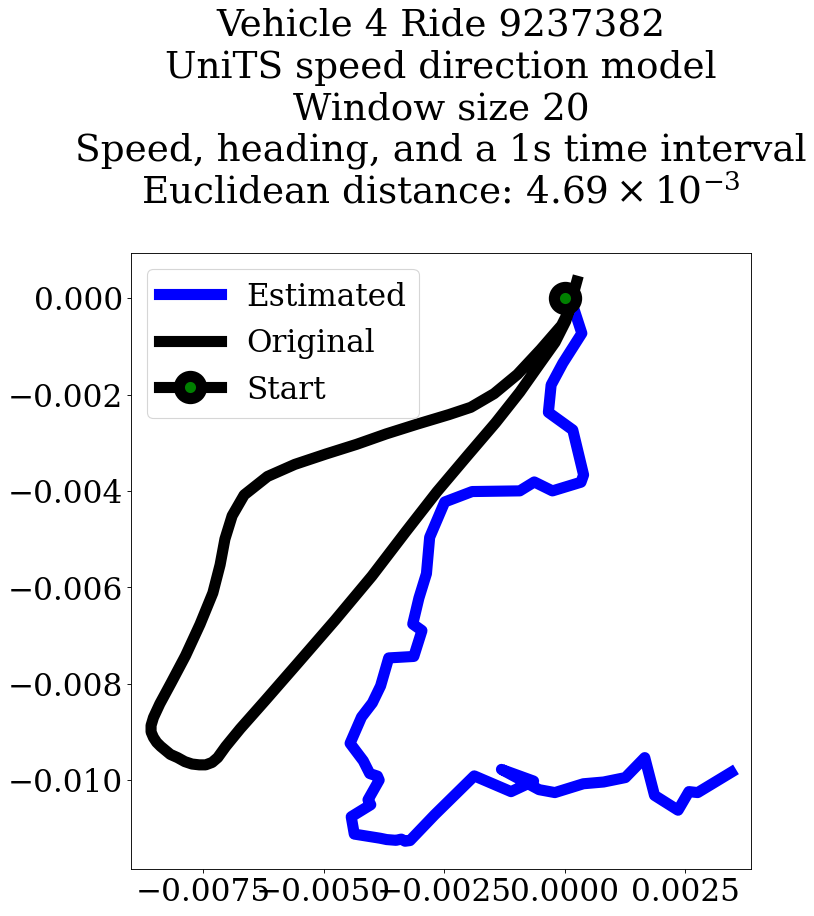 Vehicle 4 Ride 9237382
UniTS speed direction model
Window size 20
Speed, heading, and a 1s time interval
Euclidean distance: 4.69 × 10⁻³
Estimated
Original
Start
0.000
−0.002
−0.004
−0.006
−0.008
−0.010
−0.0075 −0.0050 −0.0025 0.0000 0.0025